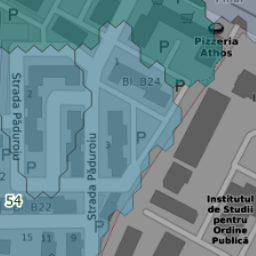 P
Pizzeria
Athos
P
Bl. B24
P
Strada Păduroiu
1
P
P
Strada Păduroiu
P
54
B22
15
11
9
Institutul
de Studii
pentru
Ordine
Publică